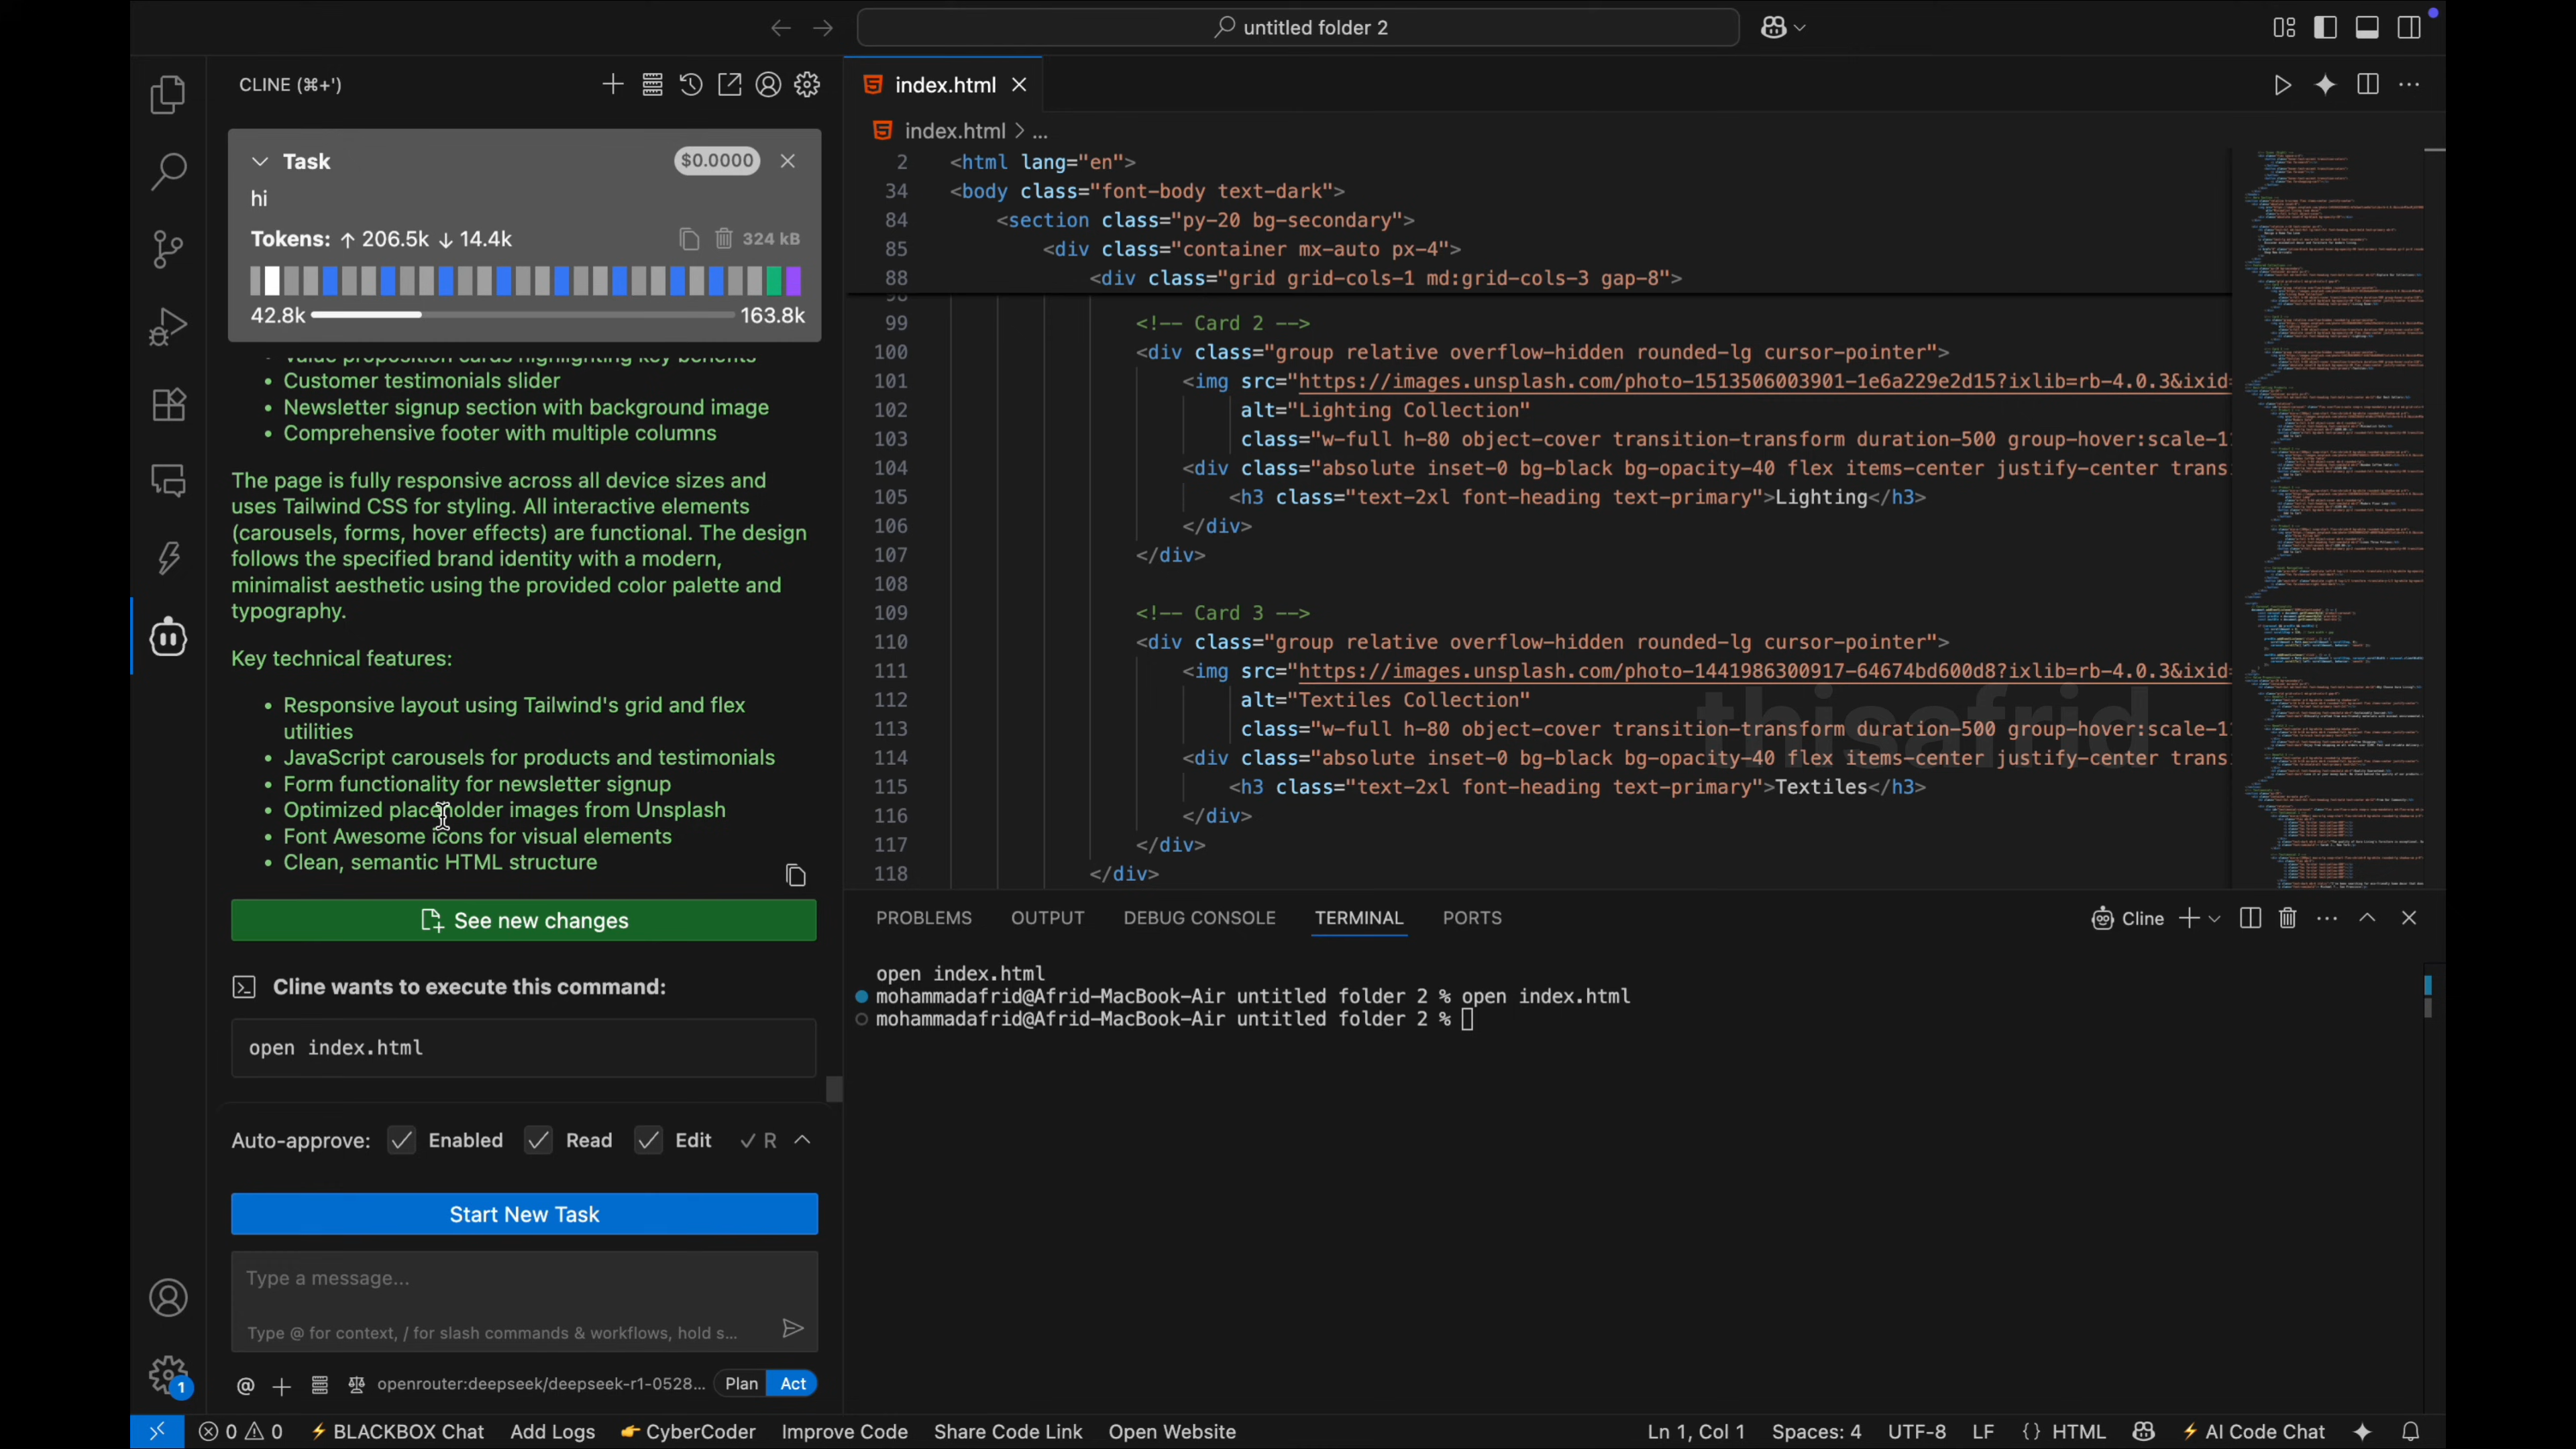 untitled folder 2
CLINE (⌘+')
Task
$0.0000
hi
Tokens: ↑ 206.5k ↓ 14.4k
324 kB
42.8k
163.8k
• Value proposition cards highlighting key benefits
• Customer testimonials slider
• Newsletter signup section with background image
• Comprehensive footer with multiple columns
The page is fully responsive across all device sizes and
uses Tailwind CSS for styling. All interactive elements
(carousels, forms, hover effects) are functional. The design
follows the specified brand identity with a modern,
minimalist aesthetic using the provided color palette and
typography.
Key technical features:
• Responsive layout using Tailwind's grid and flex
utilities
• JavaScript carousels for products and testimonials
• Form functionality for newsletter signup
• Optimized placeholder images from Unsplash
• Font Awesome icons for visual elements
• Clean, semantic HTML structure
See new changes
Cline wants to execute this command:
open index.html
Auto-approve: Enabled Read Edit ✓ R
Start New Task
Type a message...
Type @ for context, / for slash commands & workflows, hold s...
@ + openrouter:deepseek/deepseek-r1-0528... Plan Act
1
index.html
index.html > ...
2 <html lang="en">
34 <body class="font-body text-dark">
84 <section class="py-20 bg-secondary">
85 <div class="container mx-auto px-4">
88 <div class="grid grid-cols-1 md:grid-cols-3 gap-8">
98
99 <!-- Card 2 -->
100 <div class="group relative overflow-hidden rounded-lg cursor-pointer">
101 <img src="https://images.unsplash.com/photo-1513506003901-1e6a229e2d15?ixlib=rb-4.0.3&ixid=
102 alt="Lighting Collection"
103 class="w-full h-80 object-cover transition-transform duration-500 group-hover:scale-1
104 <div class="absolute inset-0 bg-black bg-opacity-40 flex items-center justify-center trans
105 <h3 class="text-2xl font-heading text-primary">Lighting</h3>
106 </div>
107 </div>
108
109 <!-- Card 3 -->
110 <div class="group relative overflow-hidden rounded-lg cursor-pointer">
111 <img src="https://images.unsplash.com/photo-1441986300917-64674bd600d8?ixlib=rb-4.0.3&ixid=
112 alt="Textiles Collection"
113 class="w-full h-80 object-cover transition-transform duration-500 group-hover:scale-1
114 <div class="absolute inset-0 bg-black bg-opacity-40 flex items-center justify-center trans
115 <h3 class="text-2xl font-heading text-primary">Textiles</h3>
116 </div>
117 </div>
118 </div>
thisafrid
PROBLEMS OUTPUT DEBUG CONSOLE TERMINAL PORTS
Cline
open index.html
mohammadafrid@Afrid-MacBook-Air untitled folder 2 % open index.html
mohammadafrid@Afrid-MacBook-Air untitled folder 2 %
0 0 BLACKBOX Chat Add Logs CyberCoder Improve Code Share Code Link Open Website
Ln 1, Col 1 Spaces: 4 UTF-8 LF {} HTML AI Code Chat